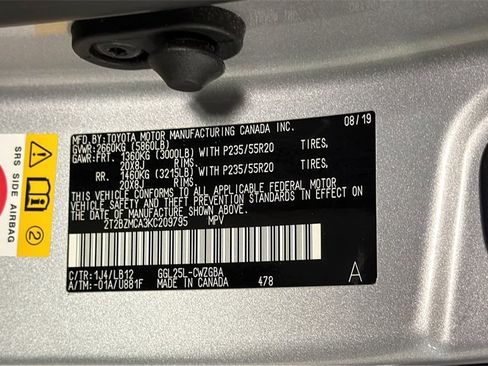 MFD.BY:TOYOTA MOTOR MANUFACTURING CANADA INC. 08/19
GVWR: 2660KG (5860LB)
GAWR:FRT. 1360KG (3000LB) WITH P235/55R20 TIRES,
20X8J RIMS.
RR. 1460KG (3215LB) WITH P235/55R20 TIRES,
20X8J RIMS.
THIS VEHICLE CONFORMS TO ALL APPLICABLE FEDERAL MOTOR
VEHICLE SAFETY AND THEFT PREVENTION STANDARDS IN EFFECT ON
THE DATE OF MANUFACTURE SHOWN ABOVE.
2T2BZMCA3KC209795 MPV
C/TR: 1J4/LB12 GGL25L-CWZGBA
A/TM:-01A/U881F MADE IN CANADA 478 A
SRS SIDE AIRBAG
2